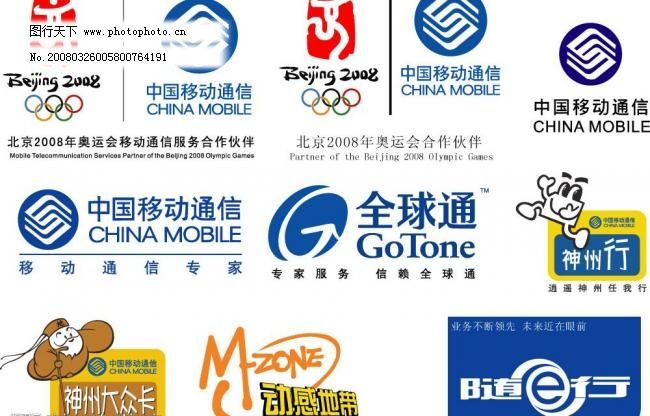 图行天下 www.photophoto.cn
No.20080326005800764191
Beijing 2008
中国移动通信
CHINA MOBILE
北京2008年奥运会移动通信服务合作伙伴
Mobile Telecommunication Services Partner of the Beijing 2008 Olympic Games
Beijing 2008
中国移动通信
CHINA MOBILE
北京2008年奥运会合作伙伴
Partner of the Beijing 2008 Olympic Games
中国移动通信
CHINA MOBILE
中国移动通信
CHINA MOBILE
移动通信专家
全球通™
GoTone
专家服务 信赖全球通
中国移动通信
神州行
逍遥神州任我行
中国移动通信
神州大众卡
M-ZONE
动感地带
业务不断领先 未来近在眼前
随e行